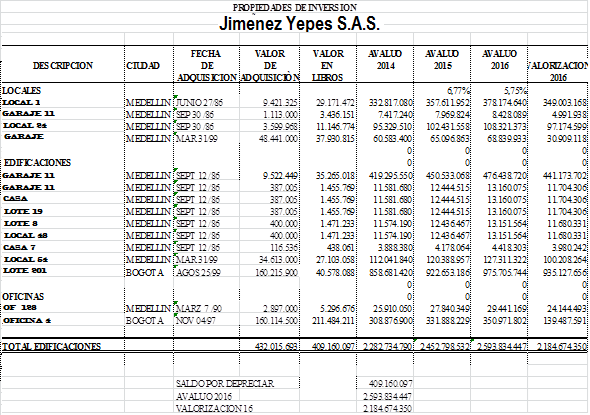 PROPIEDADES DE INVERSION
Jimenez Yepes S.A.S.
FECHA VALOR VALOR AVALUO AVALUO AVALUO
DE DE EN 2014 2015 2016 VALORIZACION
DESCRIPCION CIUDAD ADQUISICION ADQUISICIÒN LIBROS 2016
LOCALES 6,77% 5,75%
LOCAL 1 MEDELLIN JUNIO 27/86 9.421.325 29.171.472 332.817.080 357.611.952 378.174.640 349.003.168
GARAJE 11 MEDELLIN SEP 30 /86 1.113.000 3.436.151 7.417.240 7.969.824 8.428.089 4.991.938
LOCAL 24 MEDELLIN SEP 30 /86 3.599.968 11.146.774 95.329.510 102.431.558 108.321.373 97.174.599
GARAJE MEDELLIN MAR 31/99 48.441.000 37.930.815 60.583.400 65.096.863 68.839.933 30.909.118
0 0 0
0 0 0
EDIFICACIONES
GARAJE 11 MEDELLIN SEPT 12 /86 9.522.449 35.265.018 419.295.550 450.533.068 476.438.720 441.173.702
GARAJE 11 MEDELLIN SEPT 12 /86 387.005 1.455.769 11.581.680 12.444.515 13.160.075 11.704.306
CASA MEDELLIN SEPT 12 /86 387.005 1.455.769 11.581.680 12.444.515 13.160.075 11.704.306
LOTE 19 MEDELLIN SEPT 12 /86 387.005 1.455.769 11.581.680 12.444.515 13.160.075 11.704.306
LOTE 8 MEDELLIN SEPT 12 /86 400.000 1.471.233 11.574.190 12.436.467 13.151.564 11.680.331
LOCAL 48 MEDELLIN SEPT 12 /86 400.000 1.471.233 11.574.190 12.436.467 13.151.564 11.680.331
CASA 7 MEDELLIN SEPT 12 /86 116.536 438.061 3.888.380 4.178.064 4.418.303 3.980.242
LOCAL 54 MEDELLIN MAR 31/99 34.613.000 27.103.058 112.041.840 120.388.957 127.311.322 100.208.264
LOTE 201 BOGOTA AGOS 25/99 160.215.900 40.578.088 858.681.420 922.653.186 975.705.744 935.127.656
0 0 0
OFICINAS 0 0 0
OF 188 MEDELLIN MARZ 7 /90 2.897.000 5.296.676 25.910.050 27.840.349 29.441.169 24.144.493
OFICINA 4 BOGOTA NOV 04/97 160.114.500 211.484.211 308.876.900 331.888.229 350.971.802 139.487.591
TOTAL EDIFICACIONES 432.015.693 409.160.097 2.282.734.790 2.452.798.532 2.593.834.447 2.184.674.350
SALDO POR DEPRECIAR 409.160.097
AVALUO 2016 2.593.834.447
VALORIZACION 16 2.184.674.350